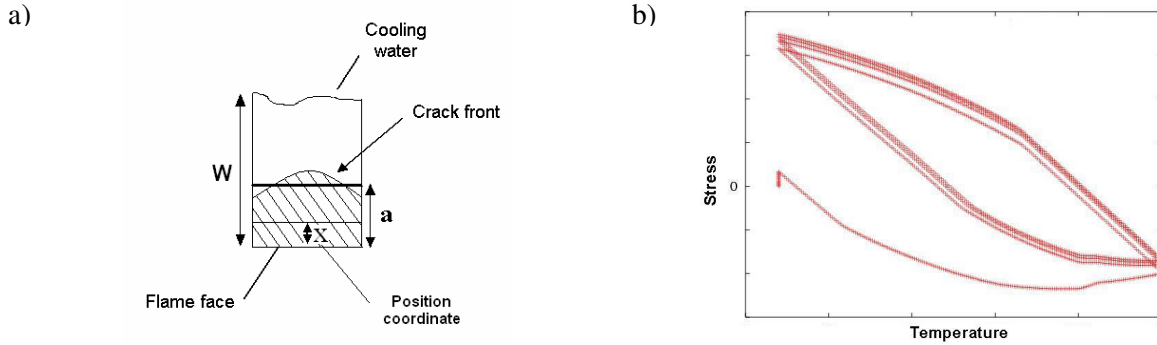 a)
Cooling
water
Crack front
W
a
X
Flame face
Position
coordinate
b)
Stress
0
Temperature